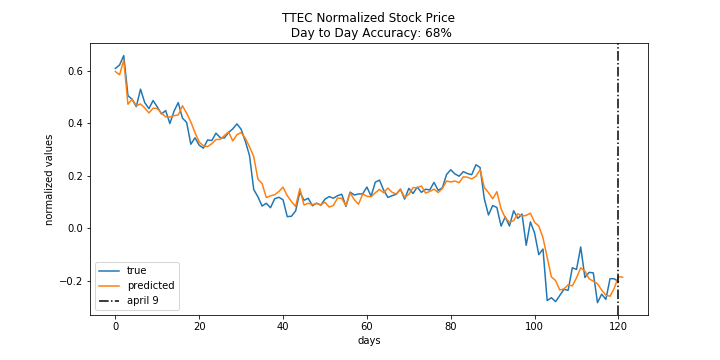 TTEC Normalized Stock Price
Day to Day Accuracy: 68%
normalized values
0.6
0.4
0.2
0.0
−0.2
true
predicted
april 9
0
20
40
60
80
100
120
days